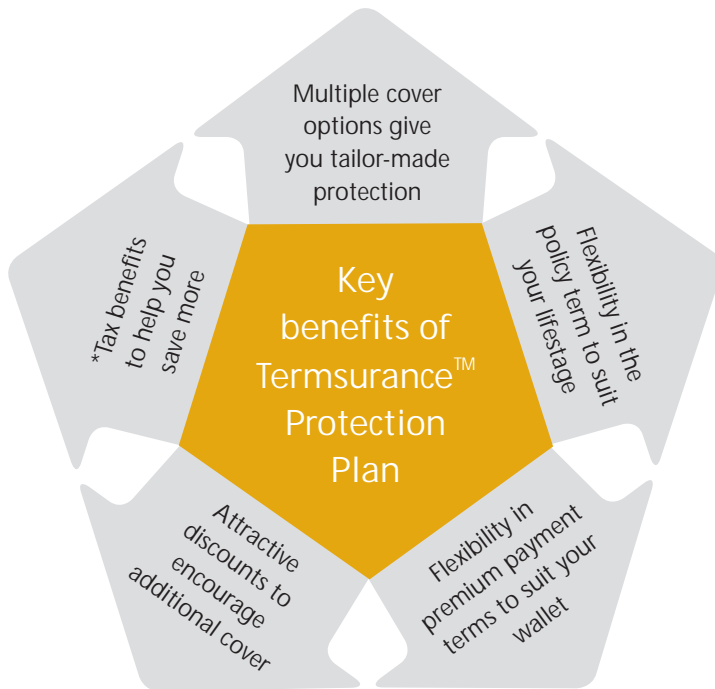 Multiple cover
options give
you tailor-made
protection
Flexibility in the
policy term to suit
your lifestage
Flexibility in
premium payment
terms to suit your
wallet
Attractive
discounts to
encourage
additional cover
*Tax benefits
to help you
save more
Key
benefits of
Termsurance™
Protection
Plan